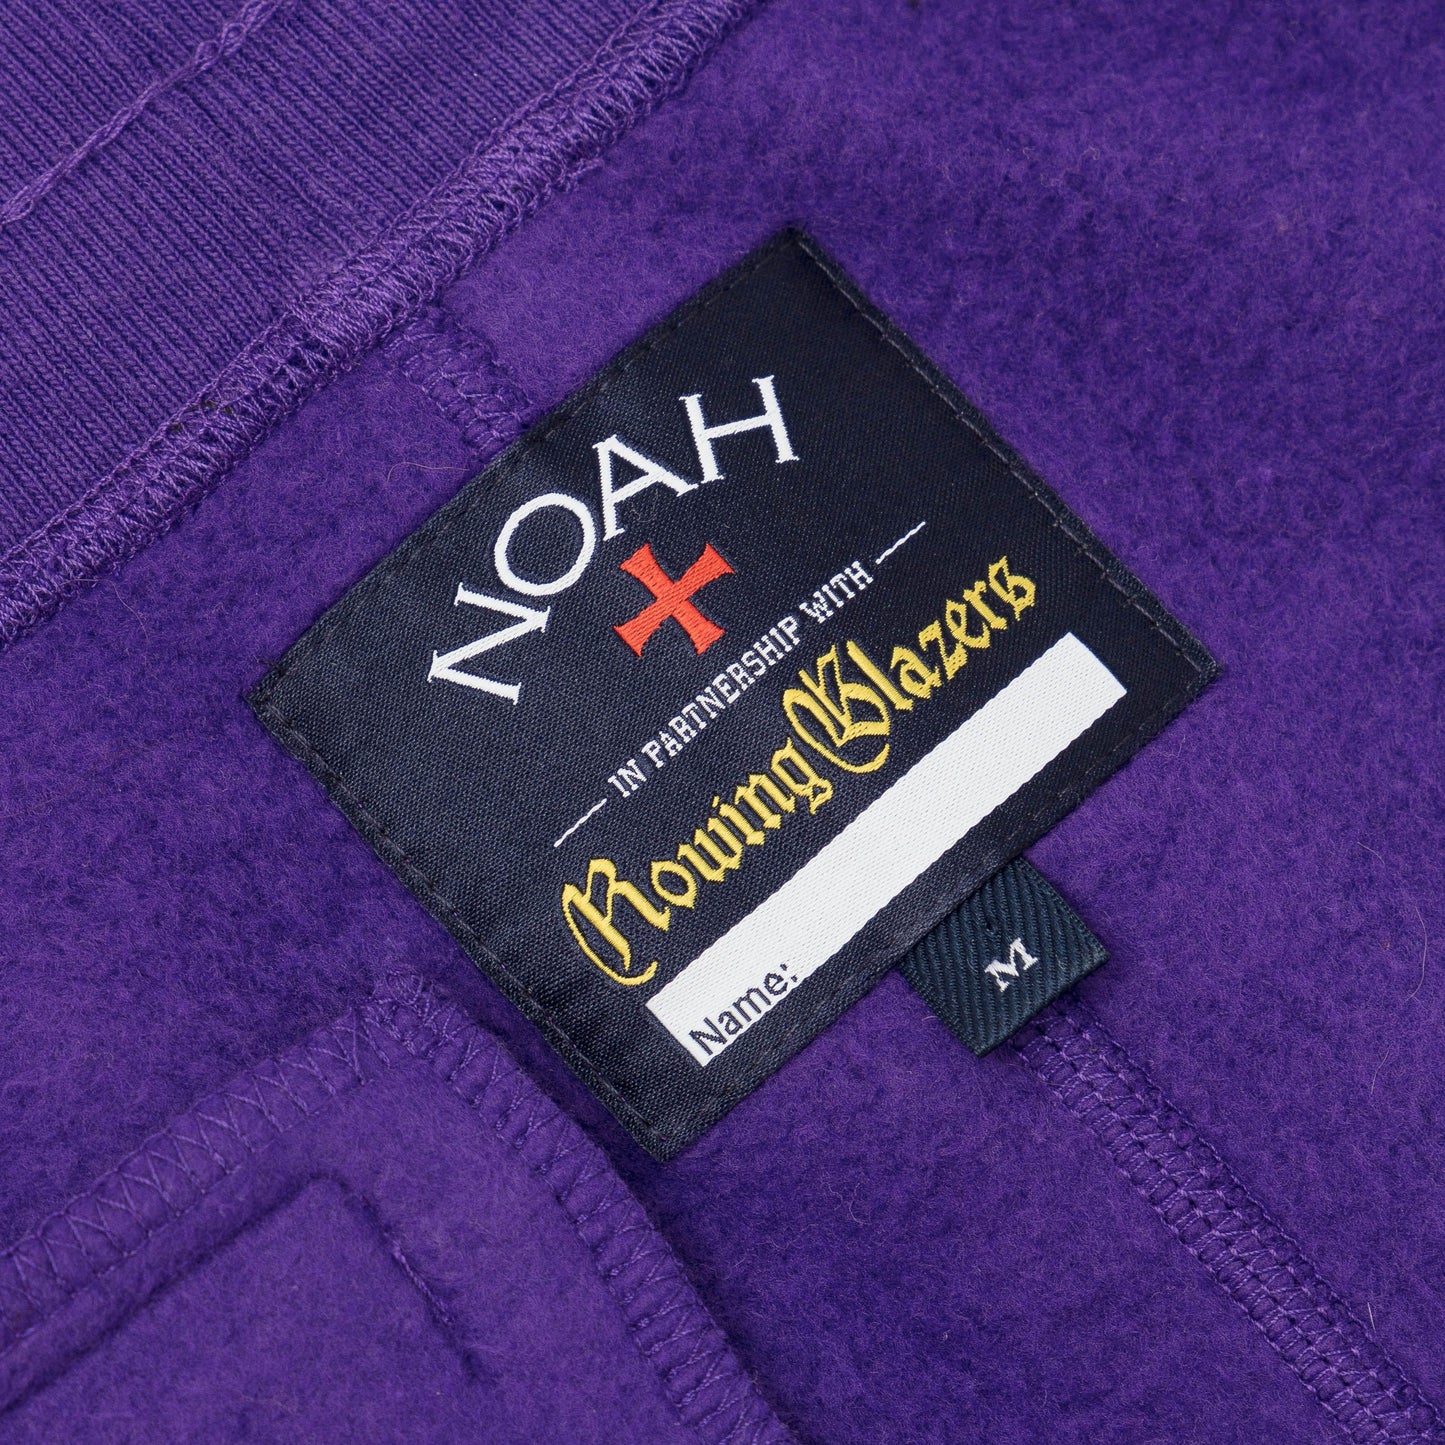 NOAH
IN PARTNERSHIP WITH
Rowing Blazers
Name:
M